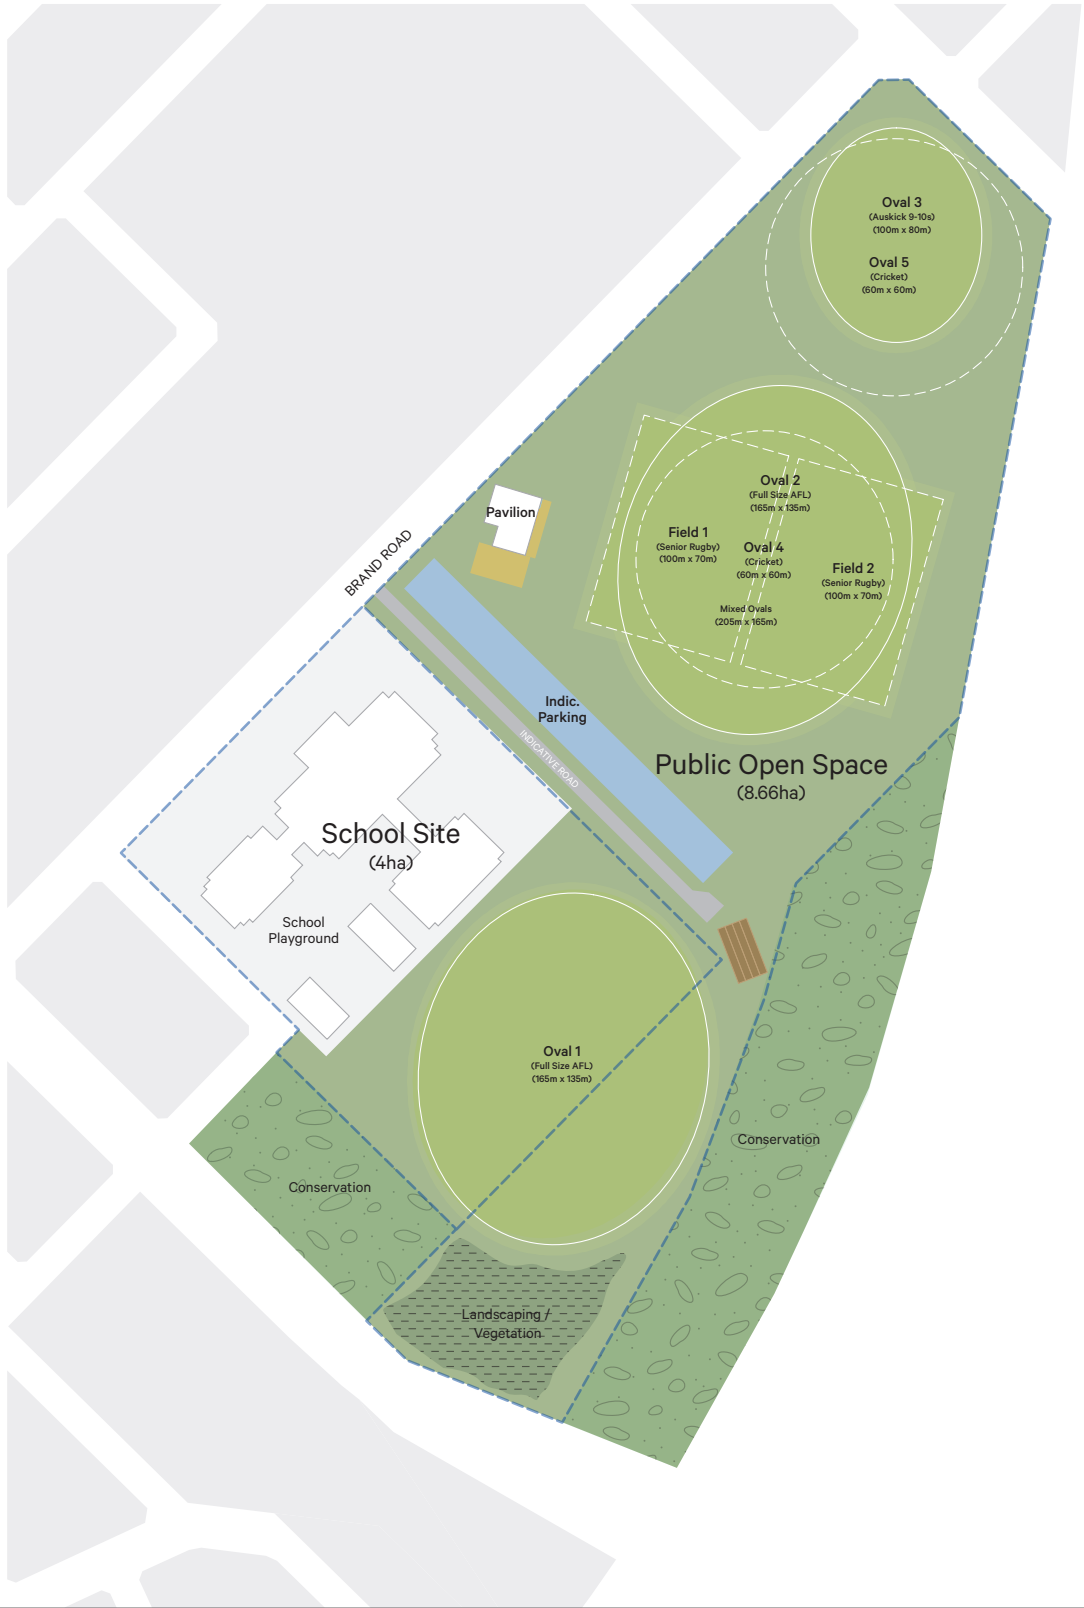 Oval 3
(Auskick 9-10s)
(100m x 80m)
Oval 5
(Cricket)
(60m x 60m)
Oval 2
(Full Size AFL)
(165m x 135m)
Field 1
(Senior Rugby)
(100m x 70m)
Oval 4
(Cricket)
(60m x 60m)
Field 2
(Senior Rugby)
(100m x 70m)
Mixed Ovals
(205m x 165m)
Pavilion
BRAND ROAD
Indic.
Parking
INDICATIVE ROAD
Public Open Space
(8.66ha)
School Site
(4ha)
School
Playground
Oval 1
(Full Size AFL)
(165m x 135m)
Conservation
Conservation
Landscaping /
Vegetation